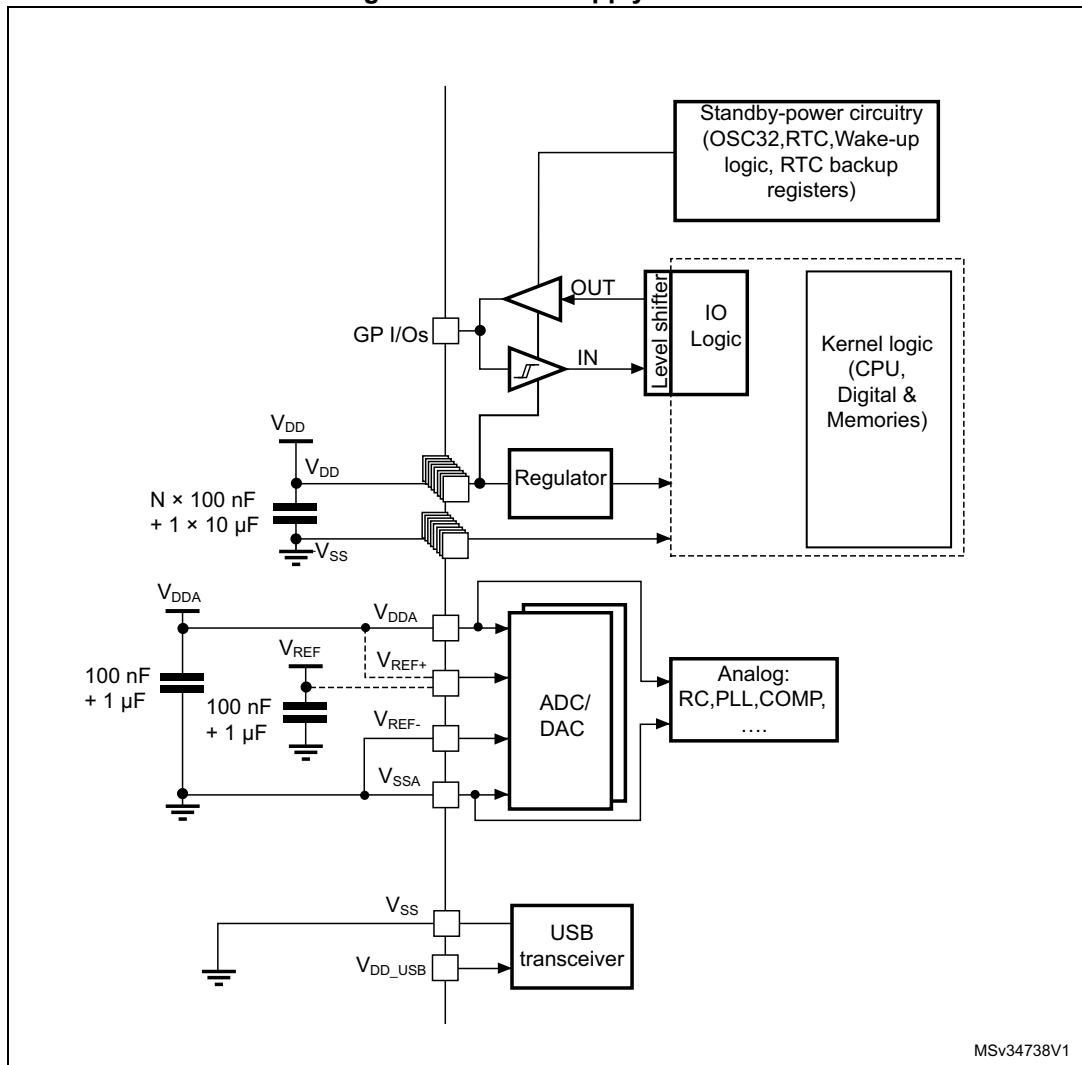 Standby-power circuitry
(OSC32,RTC,Wake-up
logic, RTC backup
registers)
OUT
GP I/Os
IN
Level shifter
IO
Logic
Kernel logic
(CPU,
Digital &
Memories)
VDD
VDD
N × 100 nF
+ 1 × 10 µF
Regulator
VSS
VDDA
VDDA
VREF
VREF+
100 nF
+ 1 µF
100 nF
+ 1 µF
VREF-
ADC/
DAC
Analog:
RC,PLL,COMP,
....
VSSA
VSS
USB
transceiver
VDD_USB
MSv34738V1